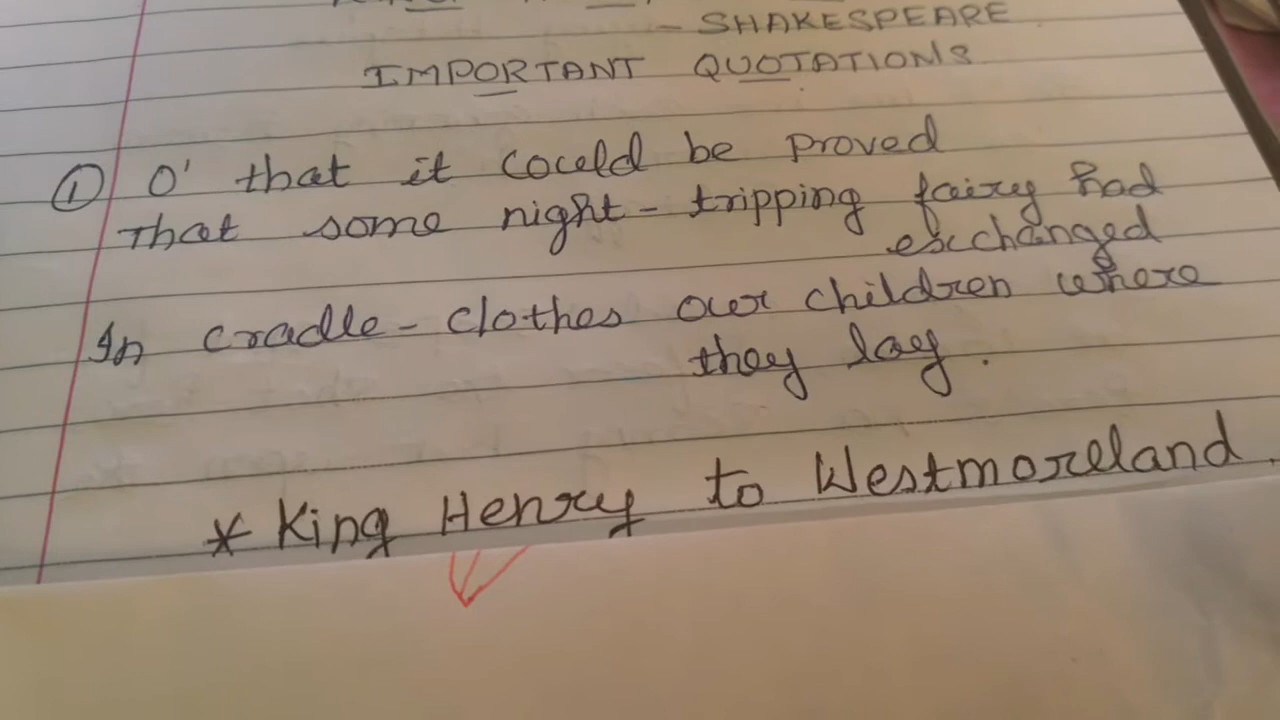 - SHAKESPEARE
IMPORTANT QUOTATIONS
① O' that it could be proved
That some night-tripping fairy had
exchanged
In cradle-clothes our children where
they lay.
* King Henry to Westmoreland.